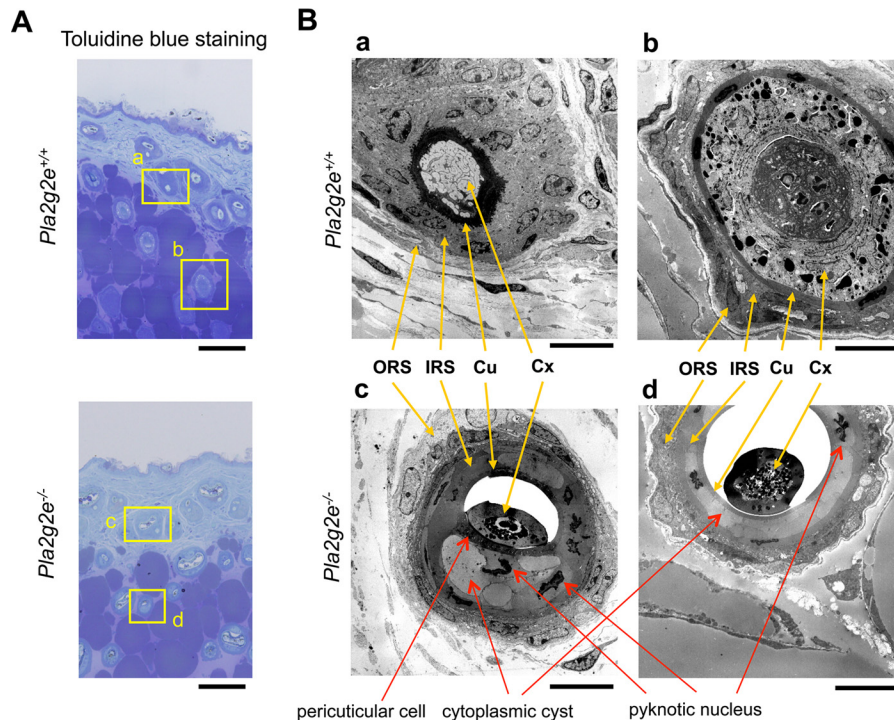 A
Toluidine blue staining
Pla2g2e+/+
a
b
Pla2g2e-/-
c
d
B
a
b
Pla2g2e+/+
ORS IRS Cu Cx
ORS IRS Cu Cx
c
d
Pla2g2e-/-
pericuticular cell cytoplasmic cyst pyknotic nucleus